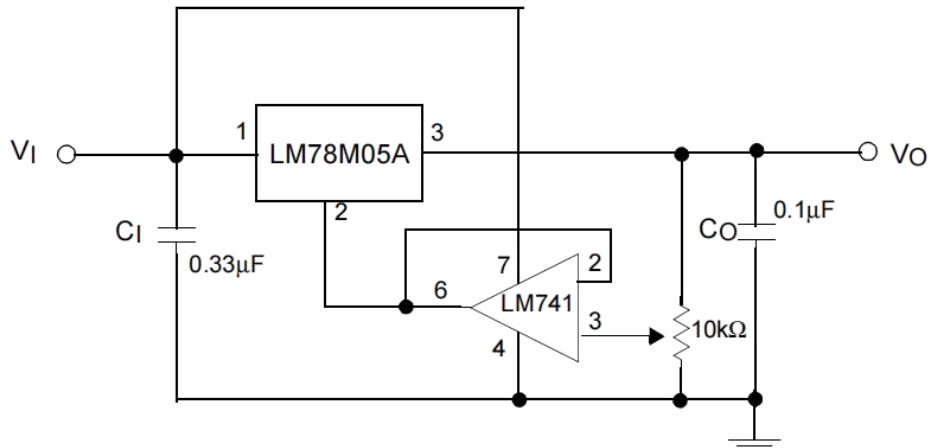 1
LM78M05A
3
VI
VO
2
CI
0.33µF
CO
0.1µF
7
2
6
LM741
3
4
10kΩ